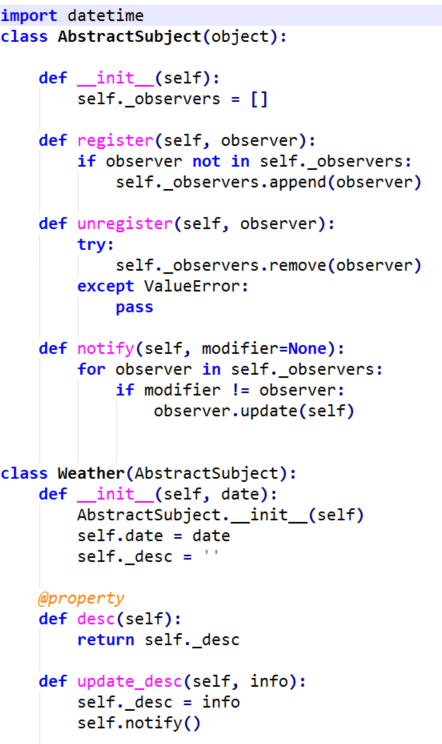 import datetime
class AbstractSubject(object):
    def __init__(self):
        self._observers = []
    def register(self, observer):
        if observer not in self._observers:
            self._observers.append(observer)
    def unregister(self, observer):
        try:
            self._observers.remove(observer)
        except ValueError:
            pass
    def notify(self, modifier=None):
        for observer in self._observers:
            if modifier != observer:
                observer.update(self)
class Weather(AbstractSubject):
    def __init__(self, date):
        AbstractSubject.__init__(self)
        self.date = date
        self._desc = ''
    @property
    def desc(self):
        return self._desc
    def update_desc(self, info):
        self._desc = info
        self.notify()